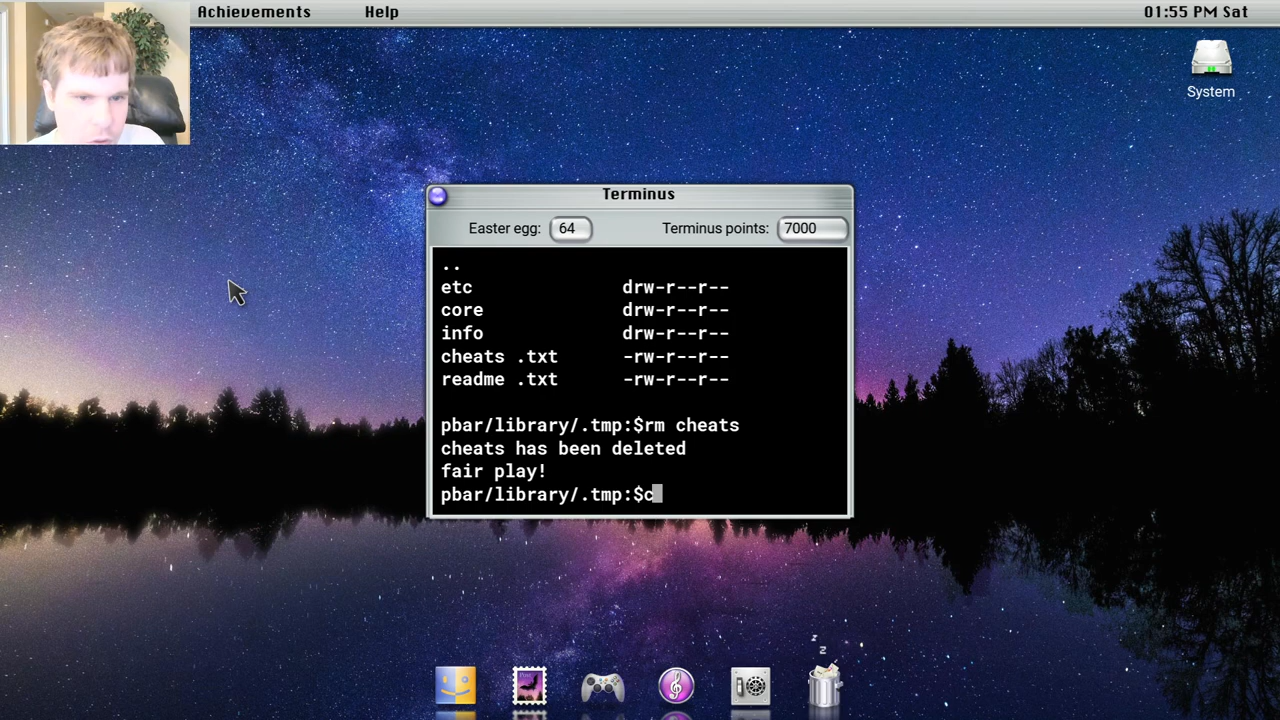 Achievements Help 01:55 PM Sat
System
Terminus
Easter egg: 64 Terminus points: 7000
..
etc drw-r--r--
core drw-r--r--
info drw-r--r--
cheats .txt -rw-r--r--
readme .txt -rw-r--r--
pbar/library/.tmp:$rm cheats
cheats has been deleted
fair play!
pbar/library/.tmp:$c
z
z